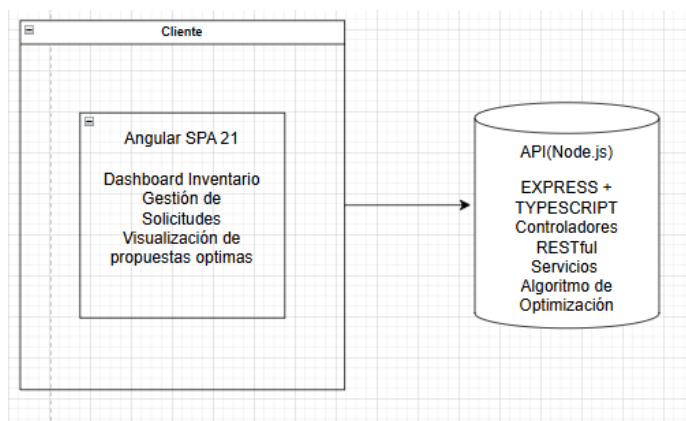 Cliente
Angular SPA 21
Dashboard Inventario
Gestión de
Solicitudes
Visualización de
propuestas optimas
API(Node.js)
EXPRESS +
TYPESCRIPT
Controladores
RESTful
Servicios
Algoritmo de
Optimización